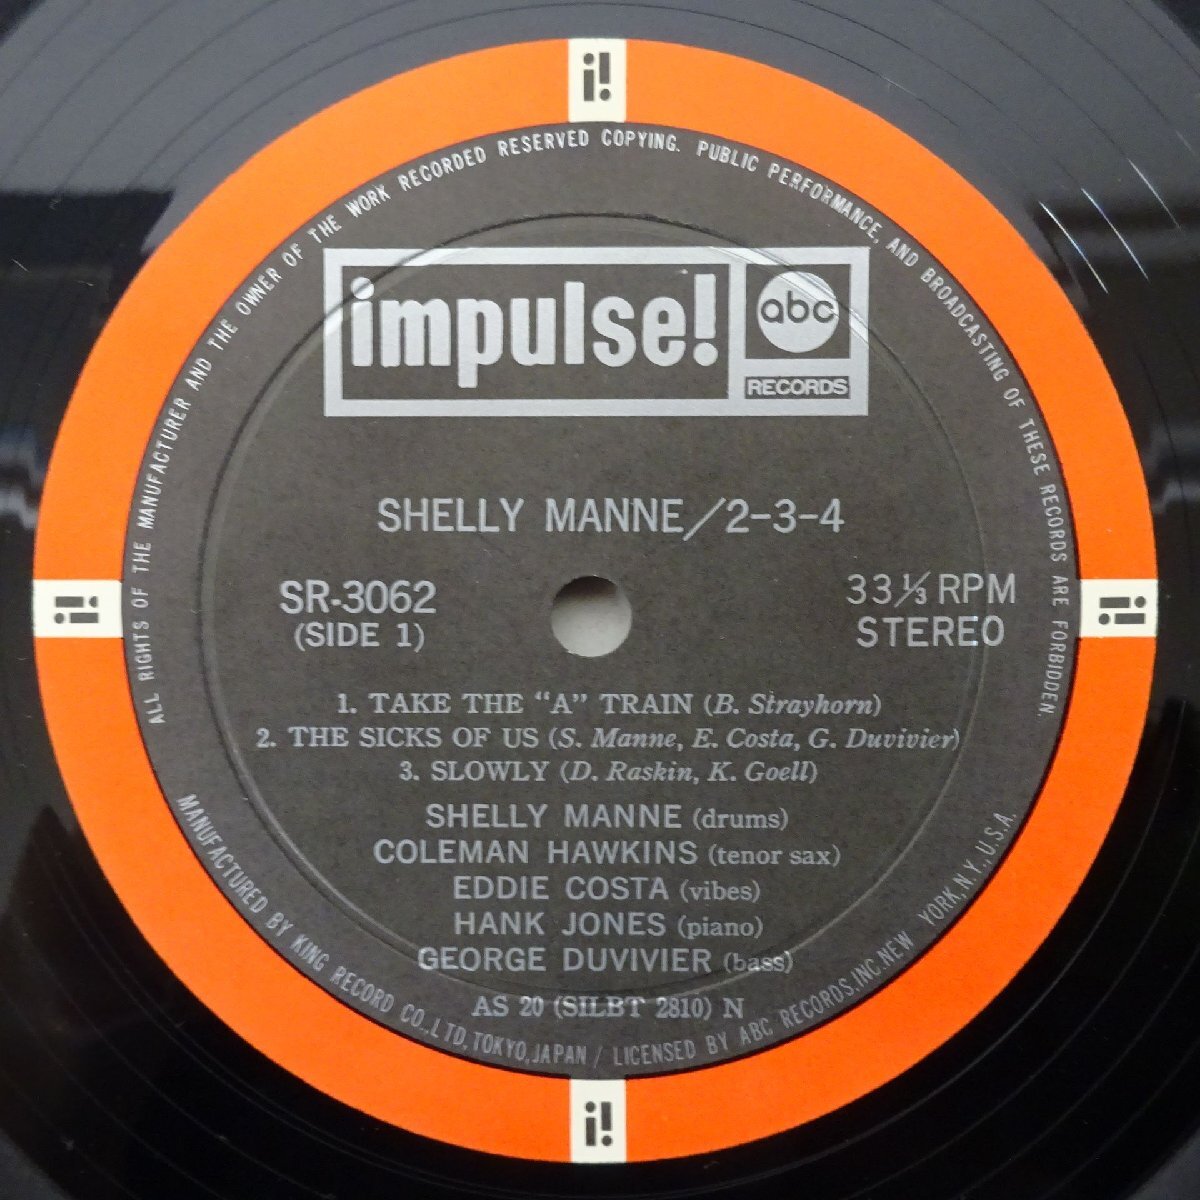 i!
ALL RIGHTS OF THE MANUFACTURER AND THE OWNER OF THE WORK RECORDED RESERVED COPYING. PUBLIC PERFORMANCE, AND BROADCASTING OF THESE RECORDS ARE FORBIDDEN.
impulse! abc
RECORDS
SHELLY MANNE/2-3-4
SR-3062 33 1/3 RPM
(SIDE 1) STEREO
i! i!
1. TAKE THE “A” TRAIN (B. Strayhorn)
2. THE SICKS OF US (S. Manne, E. Costa, G. Duvivier)
3. SLOWLY (D. Raskin, K. Goell)
SHELLY MANNE (drums)
COLEMAN HAWKINS (tenor sax)
EDDIE COSTA (vibes)
HANK JONES (piano)
GEORGE DUVIVIER (bass)
AS 20 (SILBT 2810) N
MANUFACTURED BY KING RECORD CO.,LTD,TOKYO,JAPAN / LICENSED BY ABC RECORDS,INC.NEW YORK,N.Y.,U.S.A.
i!